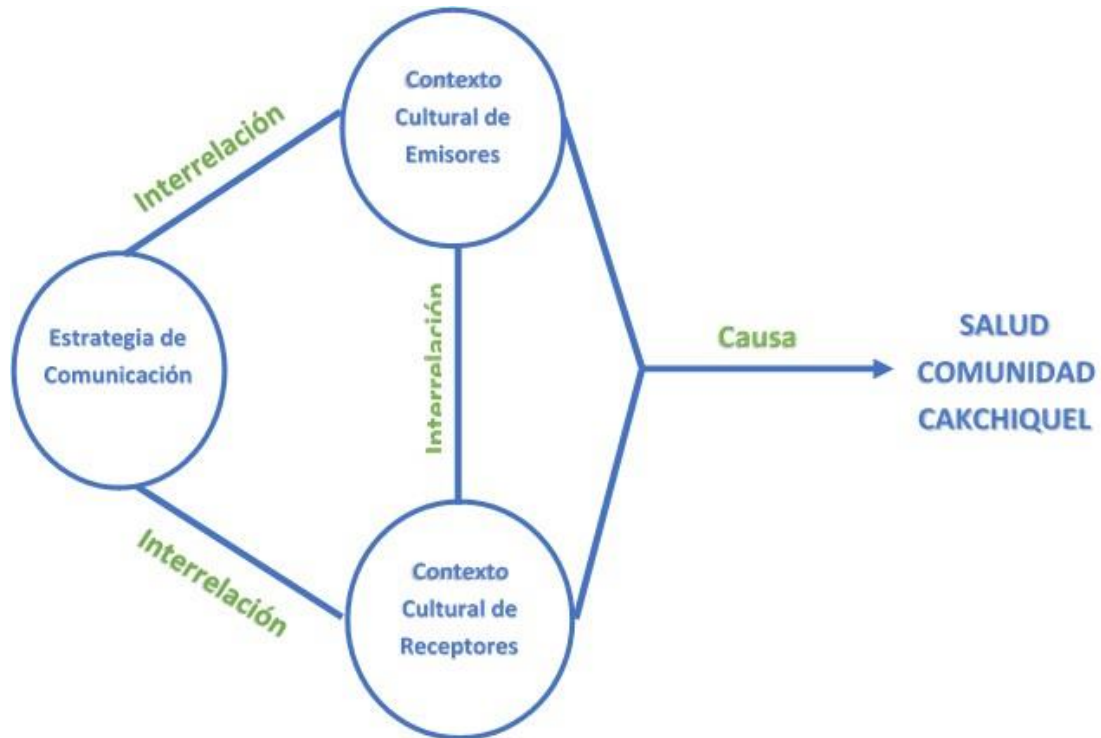 Contexto
Cultural de
Emisores
Interrelación
Estrategia de
Comunicación
Interrelación
Interrelación
Contexto
Cultural de
Receptores
Causa
SALUD
COMUNIDAD
CAKCHIQUEL